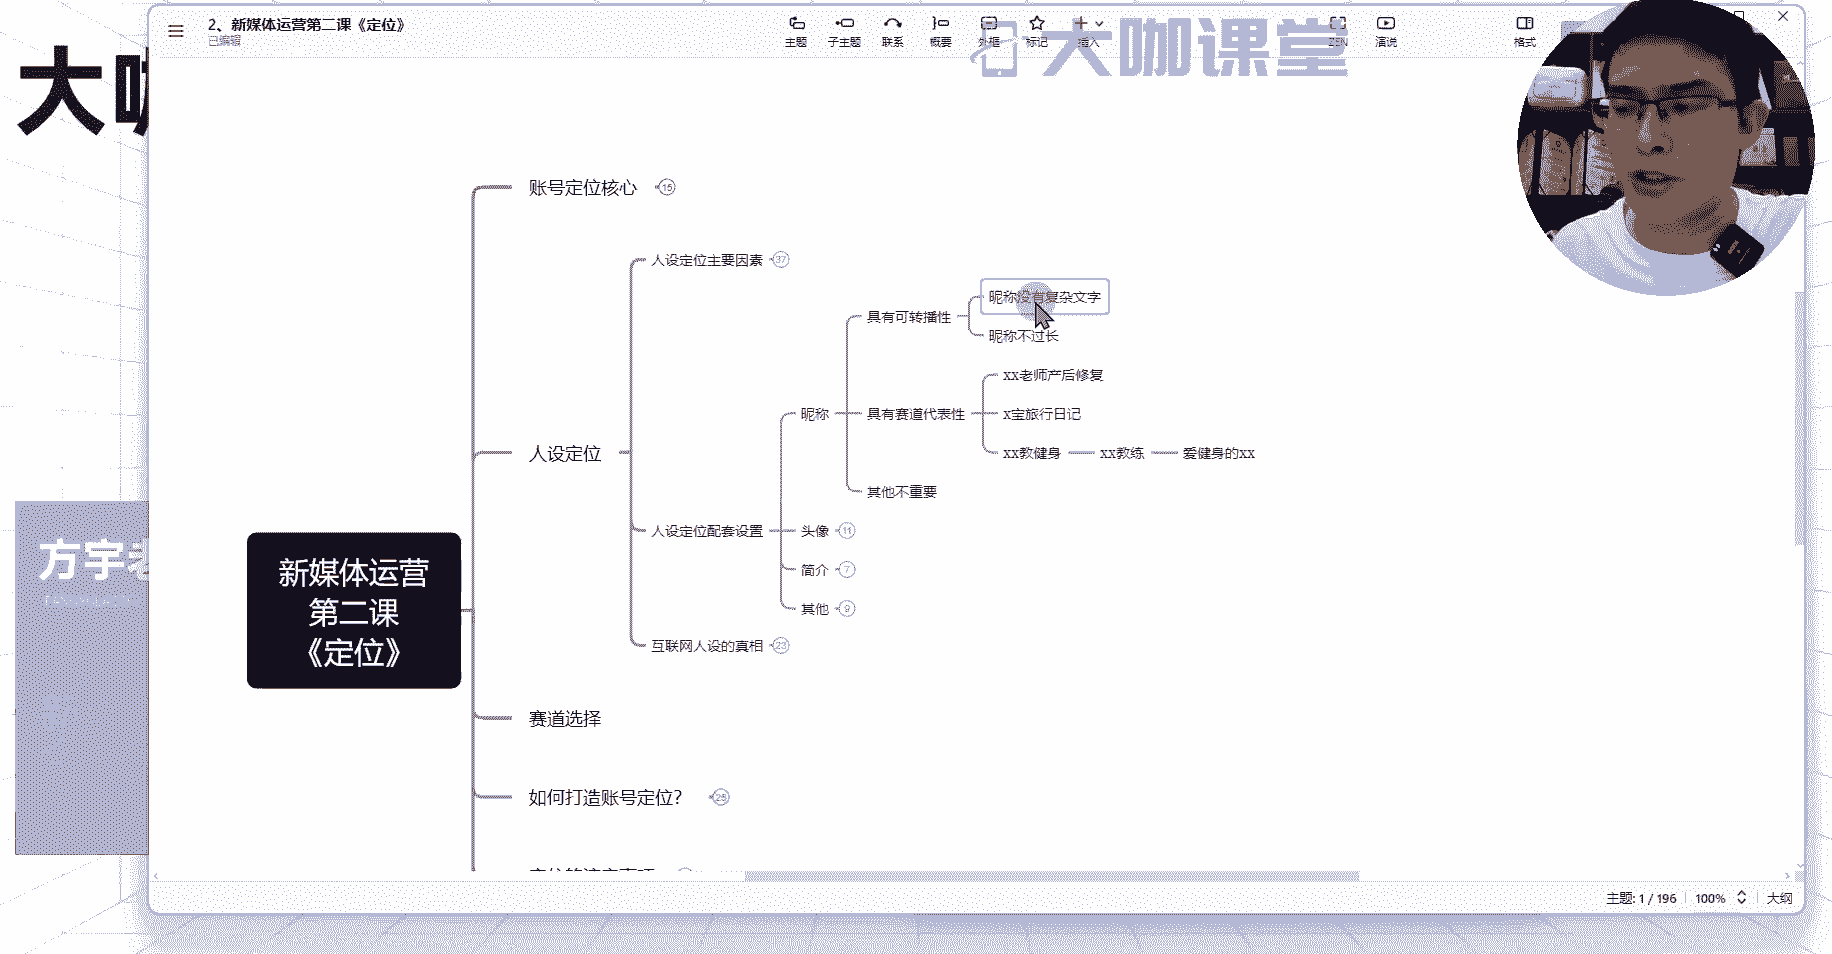 2、新媒体运营第二课《定位》
已编辑
主题
子主题
联系
概要
外框
标记
插入
ZEN
演说
格式
大咖课堂
大
方宇
账号定位核心 15
人设定位主要因素 37
昵称没有复杂文字
具有可转播性
昵称不过长
xx老师产后修复
昵称
具有赛道代表性
x宝旅行日记
人设定位
xx教健身
xx教练
爱健身的xx
其他不重要
人设定位配套设置
头像 11
简介 7
其他 9
互联网人设的真相 23
新媒体运营
第二课
《定位》
赛道选择
如何打造账号定位？ 25
主题: 1 / 196
100%
大纲